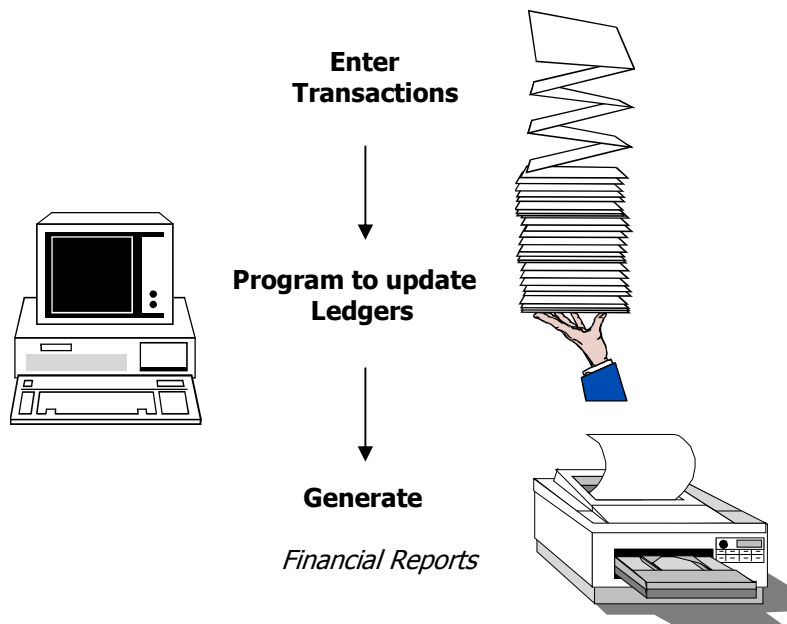 Enter
Transactions
Program to update
Ledgers
Generate
Financial Reports